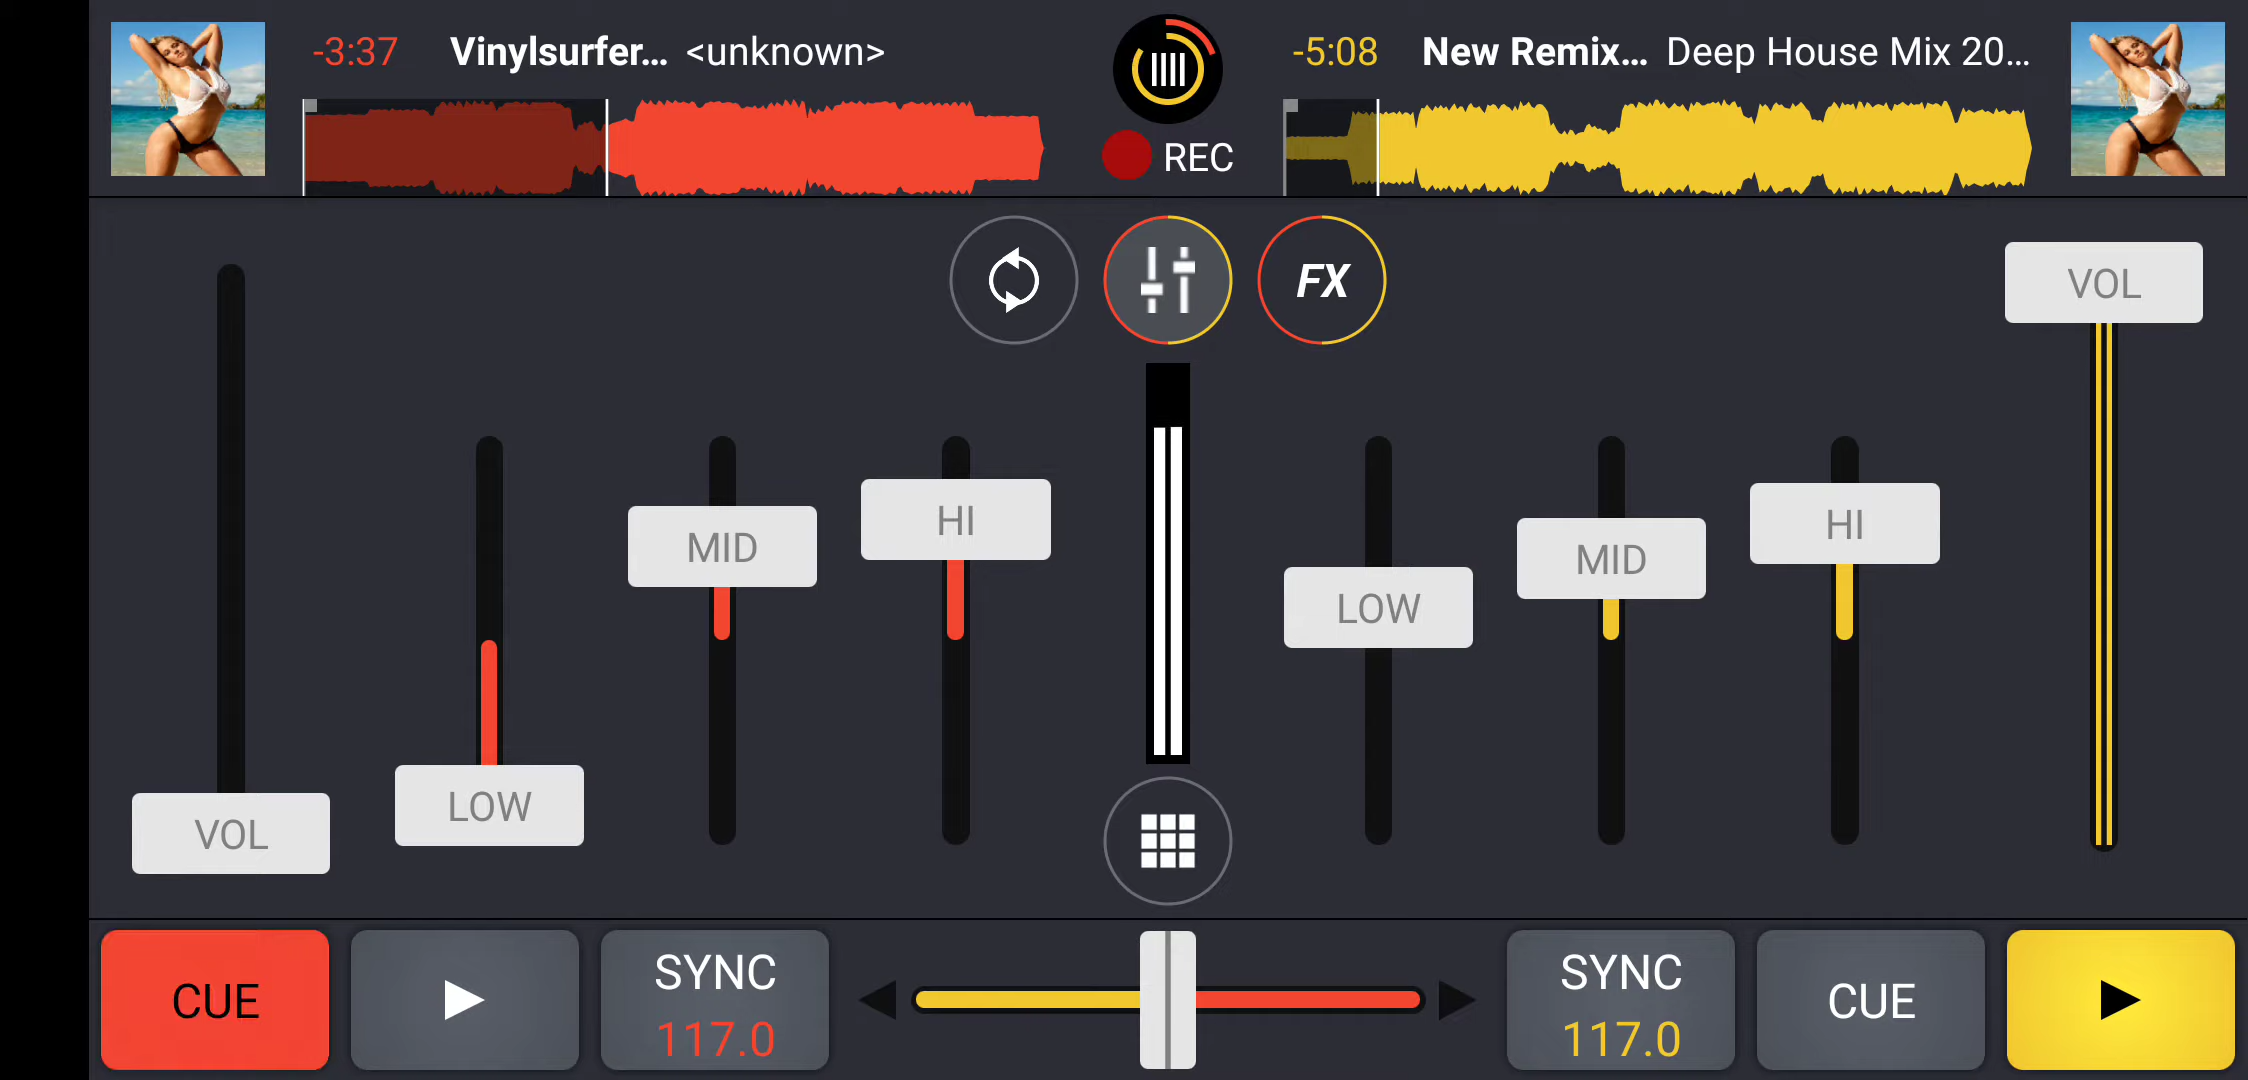 -3:37 Vinylsurfer... <unknown>
-5:08 New Remix... Deep House Mix 20...
REC
FX
VOL
LOW
MID
HI
LOW
MID
HI
VOL
CUE
SYNC
117.0
SYNC
117.0
CUE